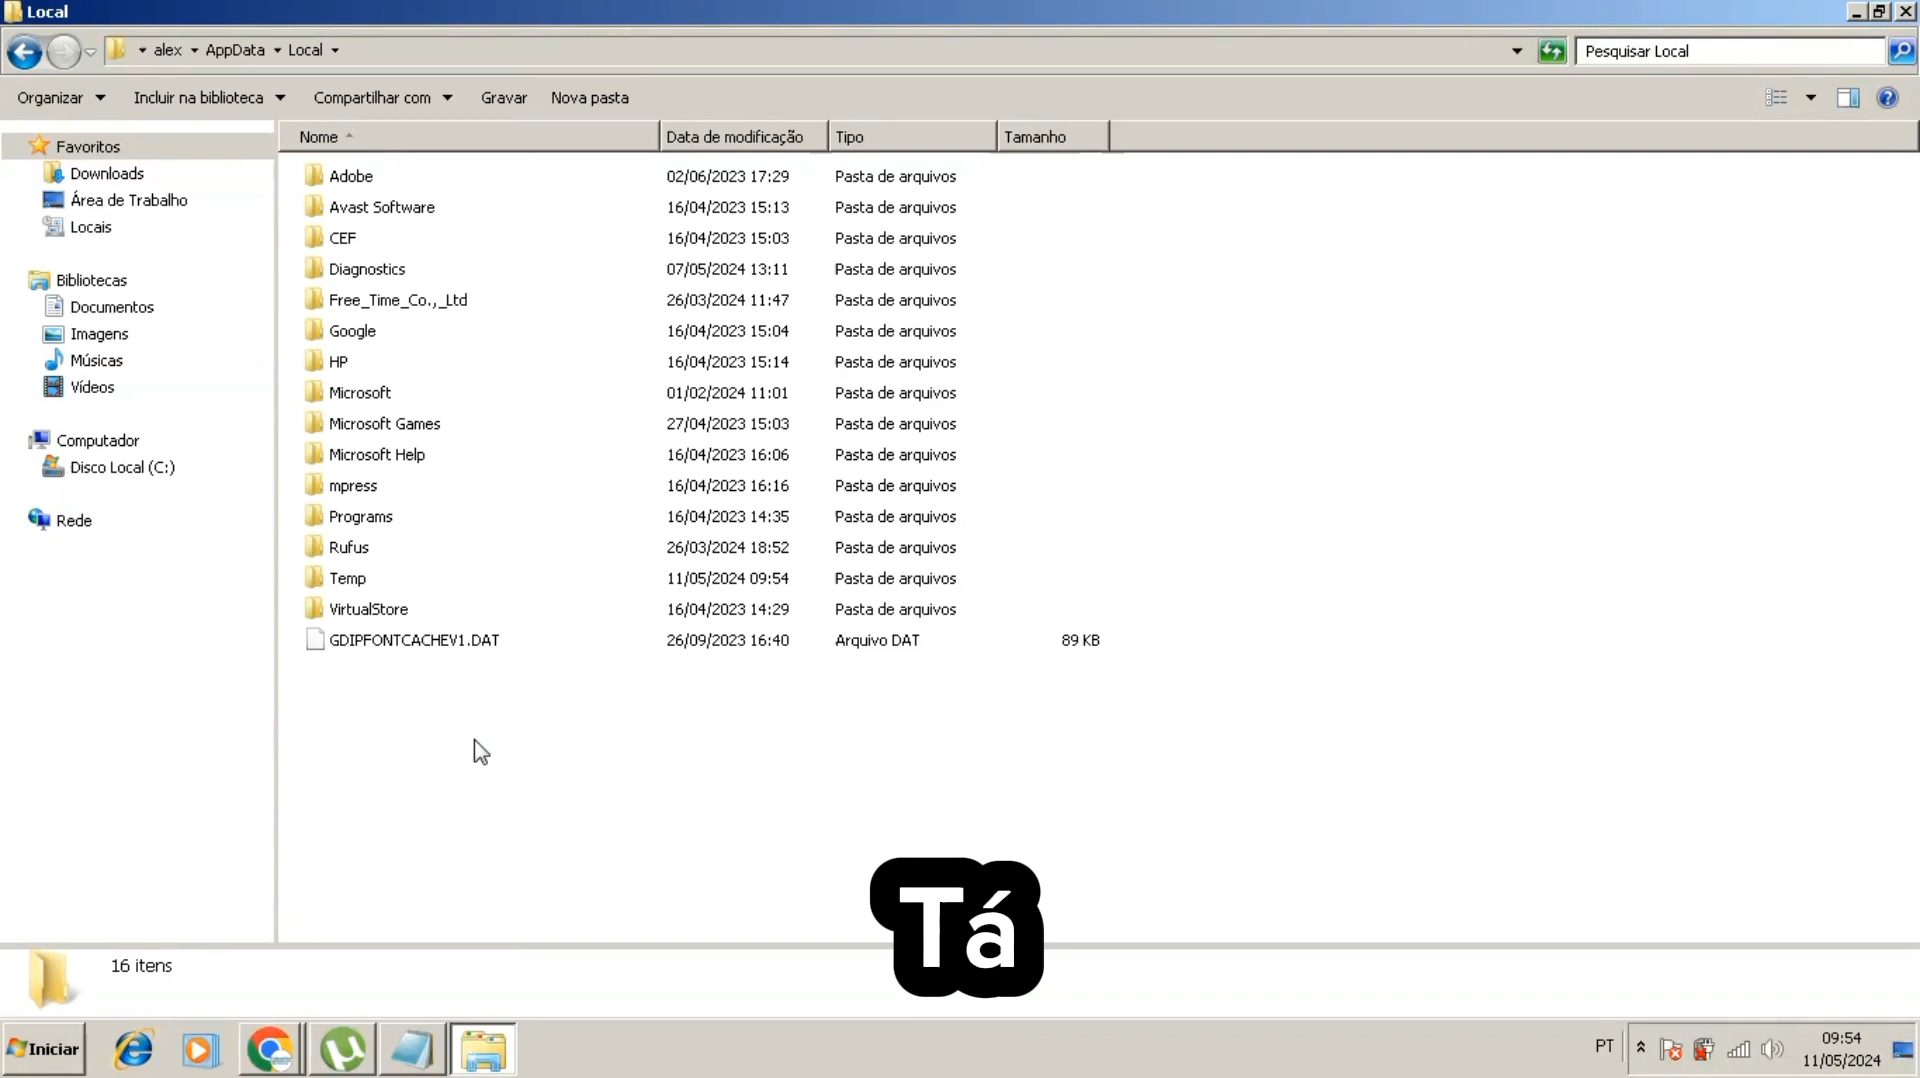 Local
alex AppData Local
Pesquisar Local
Organizar Incluir na biblioteca Compartilhar com Gravar Nova pasta
Nome Data de modificação Tipo Tamanho
Favoritos
Downloads
Área de Trabalho
Locais
Bibliotecas
Documentos
Imagens
Músicas
Vídeos
Computador
Disco Local (C:)
Rede
Adobe 02/06/2023 17:29 Pasta de arquivos
Avast Software 16/04/2023 15:13 Pasta de arquivos
CEF 16/04/2023 15:03 Pasta de arquivos
Diagnostics 07/05/2024 13:11 Pasta de arquivos
Free_Time_Co.,_Ltd 26/03/2024 11:47 Pasta de arquivos
Google 16/04/2023 15:04 Pasta de arquivos
HP 16/04/2023 15:14 Pasta de arquivos
Microsoft 01/02/2024 11:01 Pasta de arquivos
Microsoft Games 27/04/2023 15:03 Pasta de arquivos
Microsoft Help 16/04/2023 16:06 Pasta de arquivos
mpress 16/04/2023 16:16 Pasta de arquivos
Programs 16/04/2023 14:35 Pasta de arquivos
Rufus 26/03/2024 18:52 Pasta de arquivos
Temp 11/05/2024 09:54 Pasta de arquivos
VirtualStore 16/04/2023 14:29 Pasta de arquivos
GDIPFONTCACHEV1.DAT 26/09/2023 16:40 Arquivo DAT 89 KB
Tá
16 itens
Iniciar
PT
09:54
11/05/2024